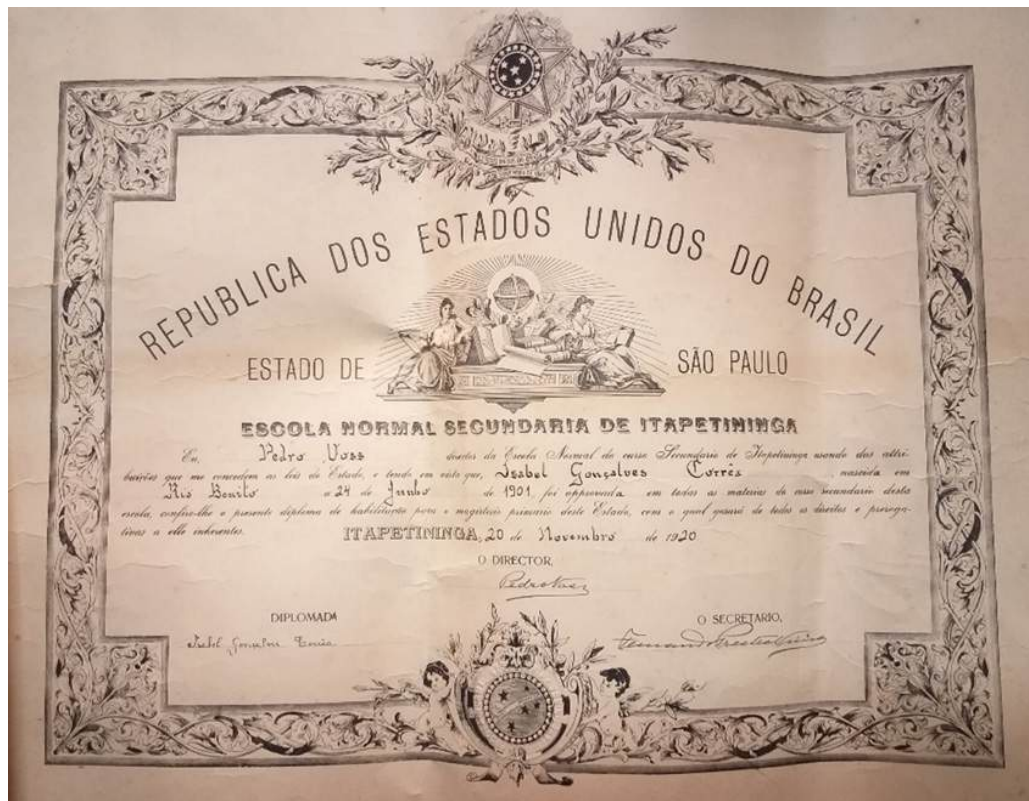 REPUBLICA DOS ESTADOS UNIDOS DO BRASIL
ESTADO DE SÃO PAULO
ESCOLA NORMAL SECUNDARIA DE ITAPETININGA
Eu, Pedro Voss director da Escola Normal do curso Secundario de Itapetininga usando das attri-
buições que me concedem as leis do Estado, e tendo em vista que, Isabel Gonçalves Corrêa, nascida em
Rio Bonito a 24 de Junho de 1901, foi approvada em todas as materias do curso secundario desta
escola, confiro-lhe o presente diploma de habilitação para o magisterio primario deste Estado, com o qual gosará de todos os direitos e preroga-
tivas a elle inherentes.
ITAPETININGA, 20 de Novembro de 1920
O DIRECTOR,
Pedro Voss
DIPLOMADA
O SECRETARIO,
Isabel Gonçalves Corrêa